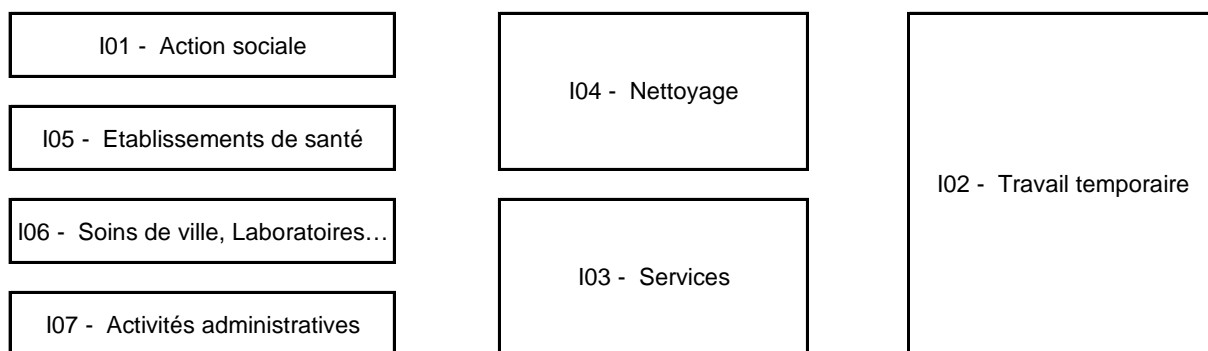 I01 - Action sociale
I05 - Etablissements de santé
I06 - Soins de ville, Laboratoires…
I07 - Activités administratives
I04 - Nettoyage
I03 - Services
I02 - Travail temporaire